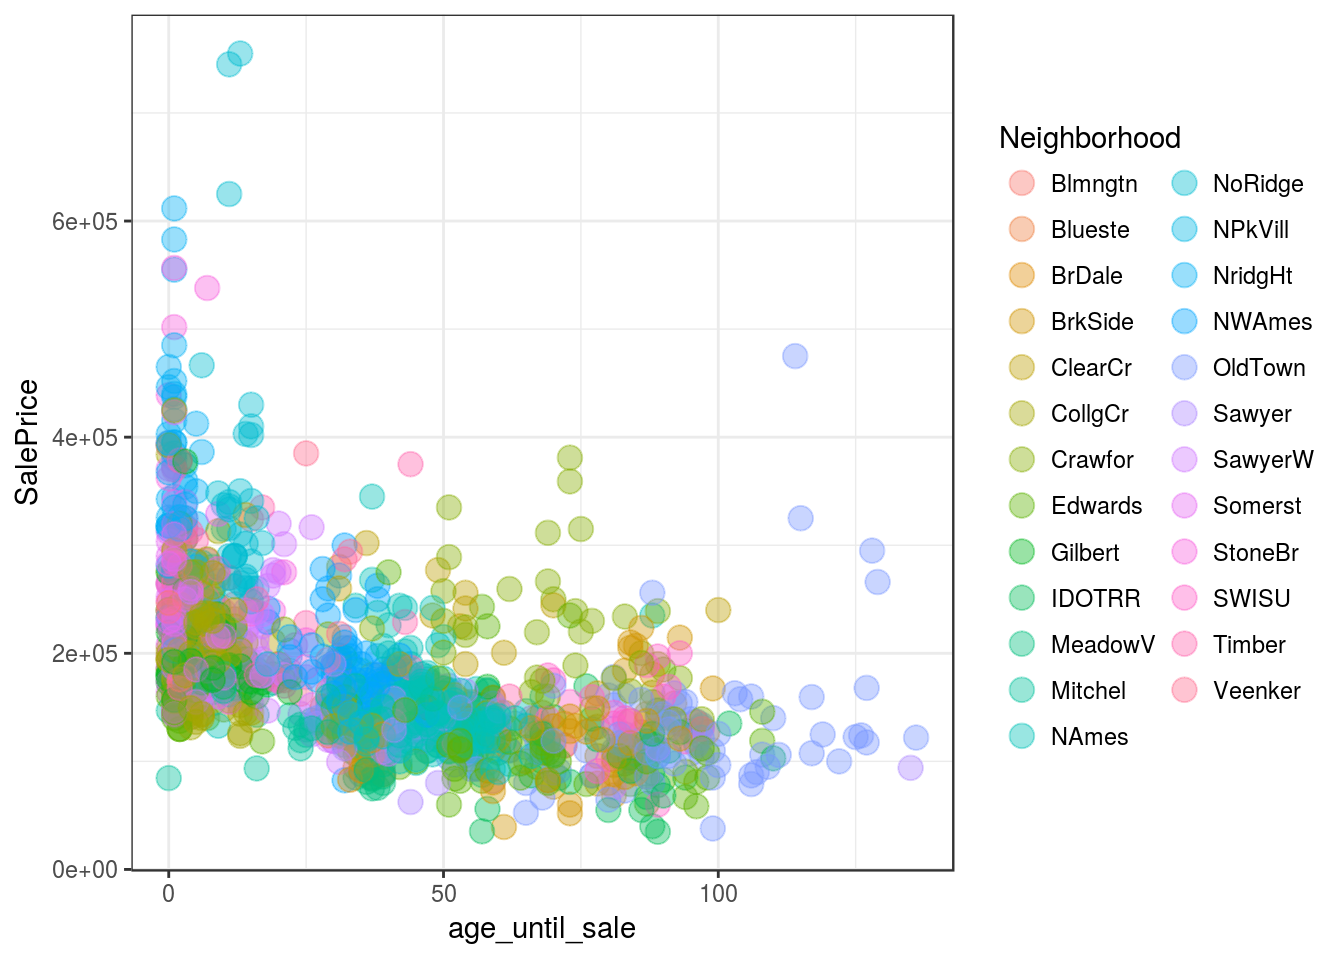 6e+05
4e+05
2e+05
0e+00
0
50
100
age_until_sale
SalePrice
Neighborhood
Blmngtn
Blueste
BrDale
BrkSide
ClearCr
CollgCr
Crawfor
Edwards
Gilbert
IDOTRR
MeadowV
Mitchel
NAmes
NoRidge
NPkVill
NridgHt
NWAmes
OldTown
Sawyer
SawyerW
Somerst
StoneBr
SWISU
Timber
Veenker